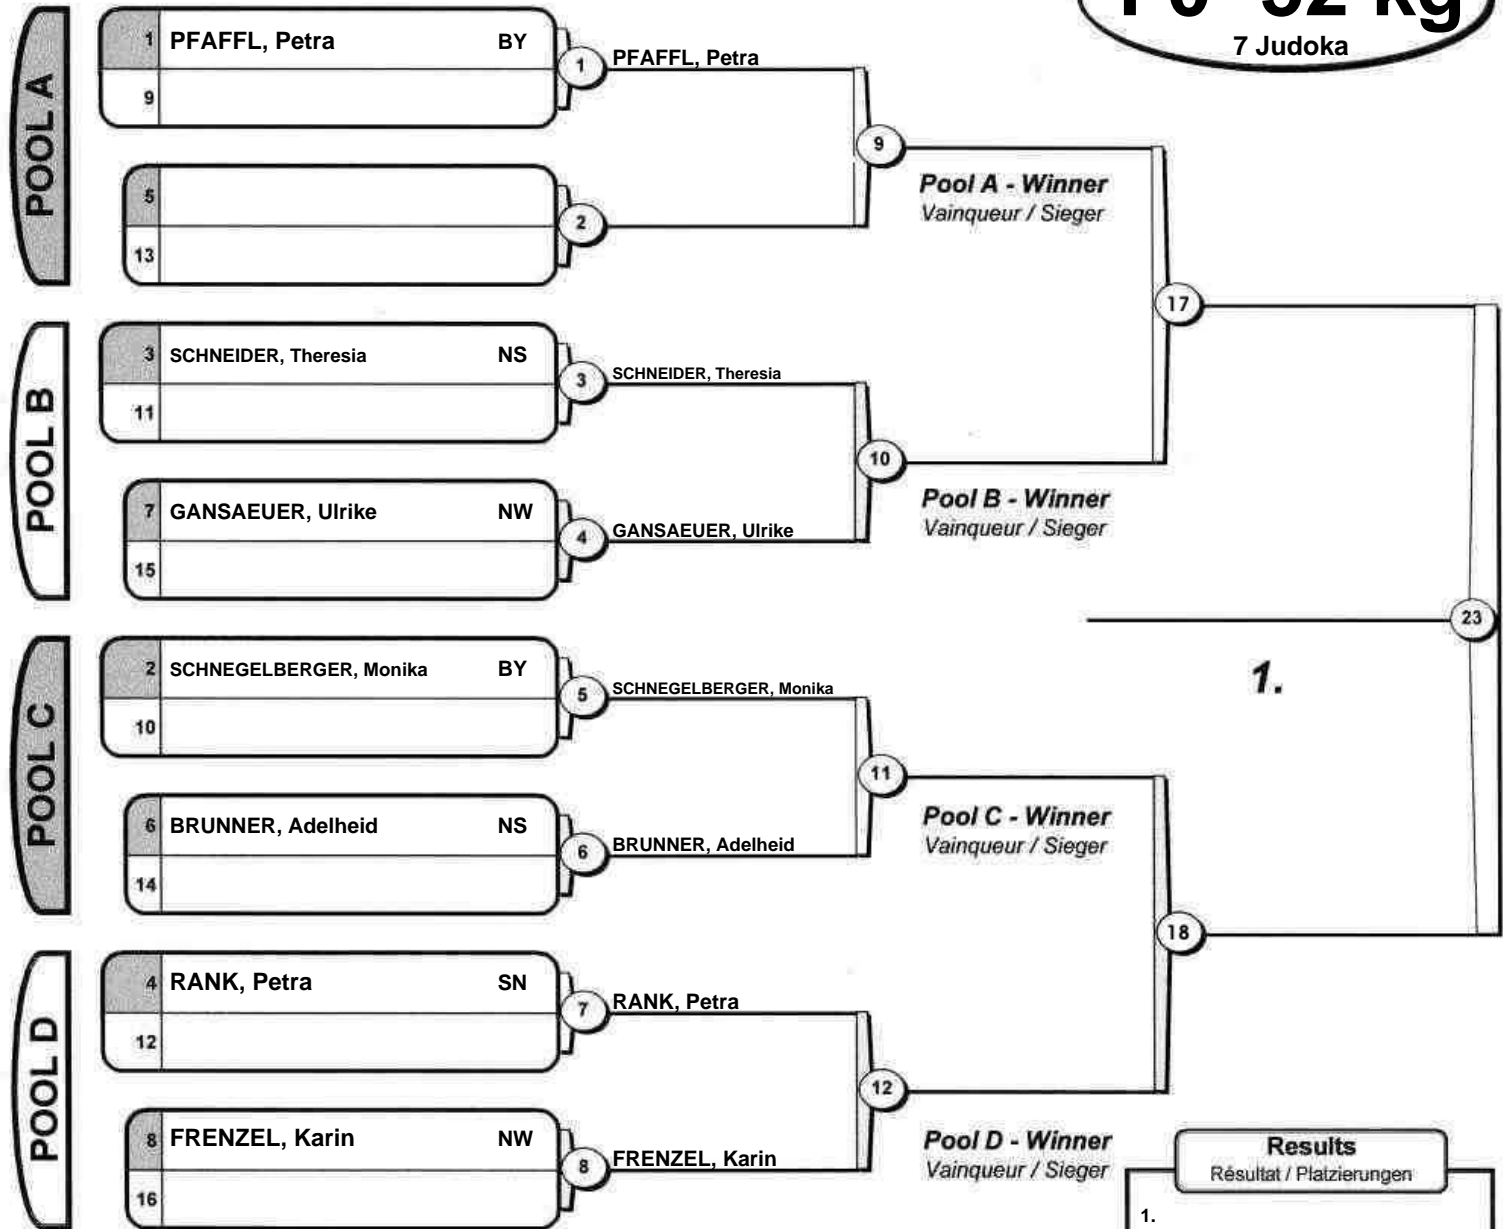 -52 kg
7 Judoka
POOL A
1 PFAFFL, Petra BY
9
1 PFAFFL, Petra
5
13
2
9
Pool A - Winner
Vainqueur / Sieger
17
POOL B
3 SCHNEIDER, Theresia NS
11
3 SCHNEIDER, Theresia
7 GANSAEUER, Ulrike NW
15
4 GANSAEUER, Ulrike
10
Pool B - Winner
Vainqueur / Sieger
23
1.
POOL C
2 SCHNEGELBERGER, Monika BY
10
5 SCHNEGELBERGER, Monika
6 BRUNNER, Adelheid NS
14
6 BRUNNER, Adelheid
11
Pool C - Winner
Vainqueur / Sieger
18
POOL D
4 RANK, Petra SN
12
7 RANK, Petra
8 FRENZEL, Karin NW
16
8 FRENZEL, Karin
12
Pool D - Winner
Vainqueur / Sieger
Results
Résultat / Platzierungen
1.